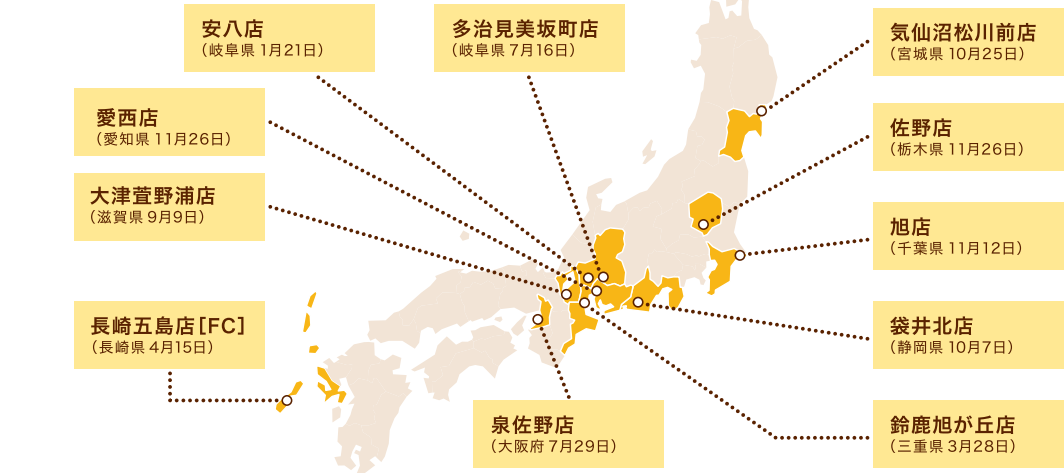 安八店
（岐阜県 1月21日）
多治見美坂町店
（岐阜県 7月16日）
気仙沼松川前店
（宮城県 10月25日）
愛西店
（愛知県 11月26日）
佐野店
（栃木県 11月26日）
大津萱野浦店
（滋賀県 9月9日）
旭店
（千葉県 11月12日）
長崎五島店［FC］
（長崎県 4月15日）
袋井北店
（静岡県 10月7日）
泉佐野店
（大阪府 7月29日）
鈴鹿旭が丘店
（三重県 3月28日）